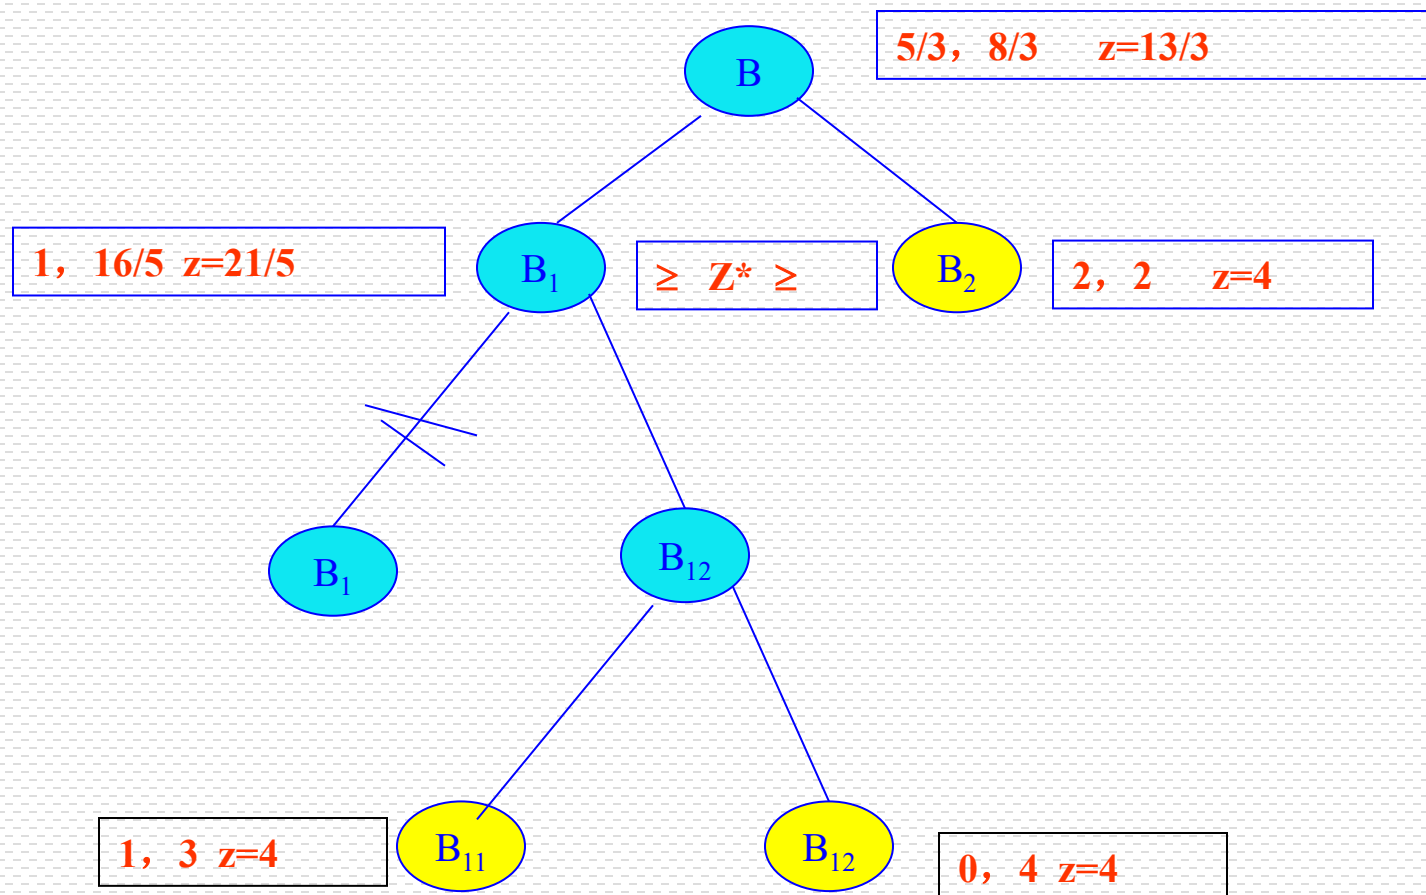 B
5/3，8/3 z=13/3
1，16/5 z=21/5
B₁
≥ Z* ≥
B₂
2，2 z=4
B₁
B₁₂
1，3 z=4
B₁₁
B₁₂
0，4 z=4